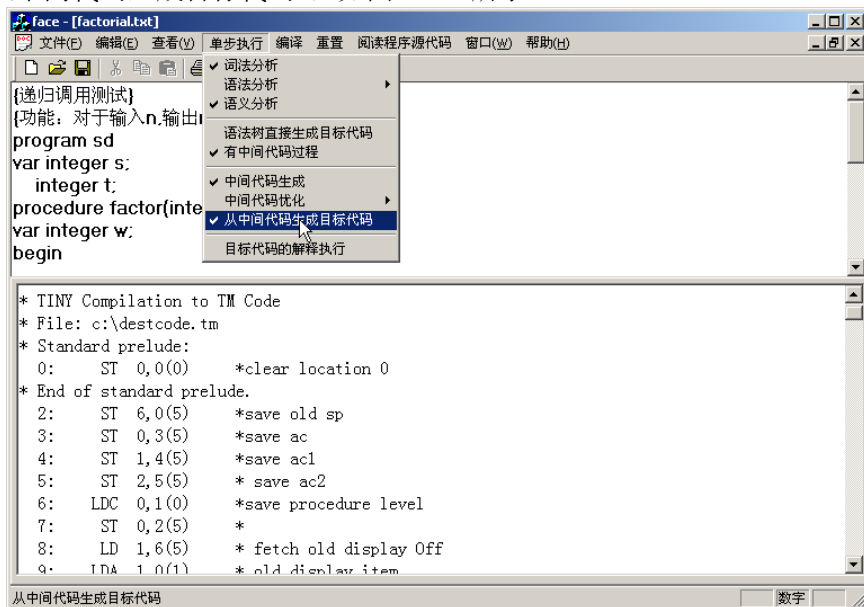 face - [factorial.txt]
文件(F) 编辑(E) 查看(V) 单步执行 编译 重置 阅读程序源代码 窗口(W) 帮助(H)
词法分析
语法分析
语义分析
语法树直接生成目标代码
有中间代码过程
中间代码生成
中间代码优化
从中间代码生成目标代码
目标代码的解释执行
{递归调用测试}
{功能：对于输入n,输出
program sd
var integer s;
integer t;
procedure factor(inte
var integer w;
begin
* TINY Compilation to TM Code
* File: c:\destcode.tm
* Standard prelude:
0: ST 0,0(0) *clear location 0
* End of standard prelude.
2: ST 6,0(5) *save old sp
3: ST 0,3(5) *save ac
4: ST 1,4(5) *save ac1
5: ST 2,5(5) * save ac2
6: LDC 0,1(0) *save procedure level
7: ST 0,2(5) *
8: LD 1,6(5) * fetch old display Off
9: LDA 1,0(1) * old display item
从中间代码生成目标代码 数字